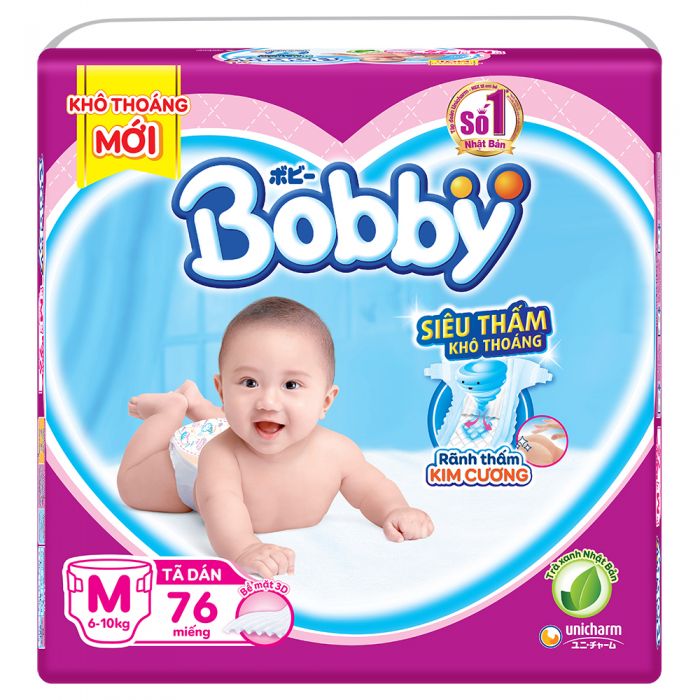 KHÔ THOÁNG
MỚI
Số 1
Nhật Bản
ボビー
Bobby
SIÊU THẤM
KHÔ THOÁNG
Rãnh thấm
KIM CƯƠNG
M
6-10kg
TÃ DÁN
76
miếng
Bề mặt 3D
Trà xanh Nhật Bản
unicharm
ユニ・チャーム